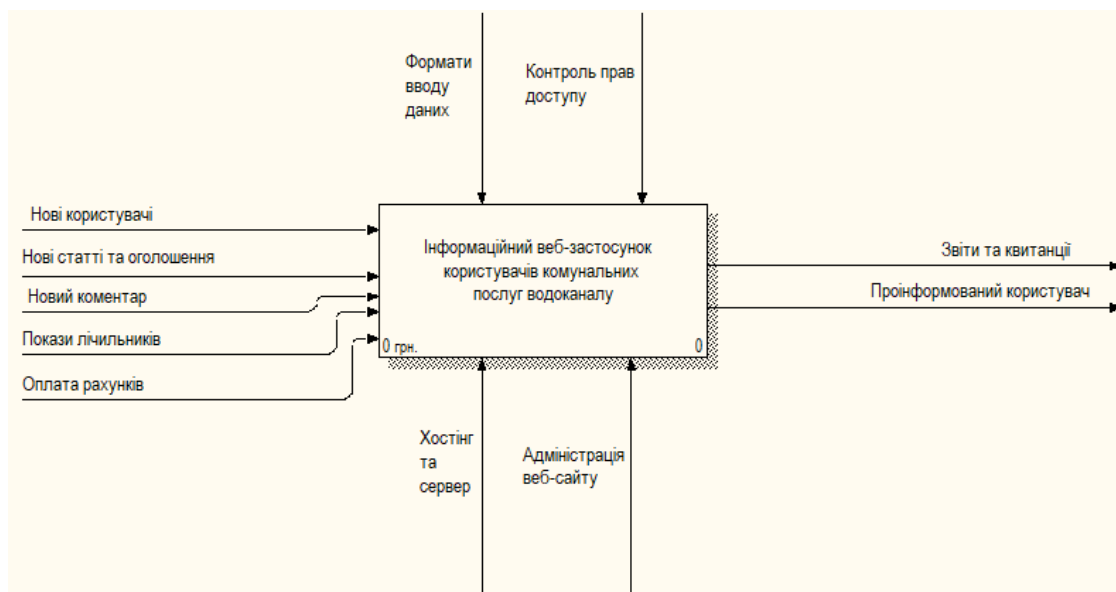 Формати
вводу
даних
Контроль прав
доступу
Нові користувачі
Нові статті та оголошення
Новий коментар
Покази лічильників
Оплата рахунків
Інформаційний веб-застосунок
користувачів комунальних
послуг водоканалу
0 грн.
0
Звіти та квитанції
Проінформований користувач
Хостінг
та
сервер
Адміністрація
веб-сайту